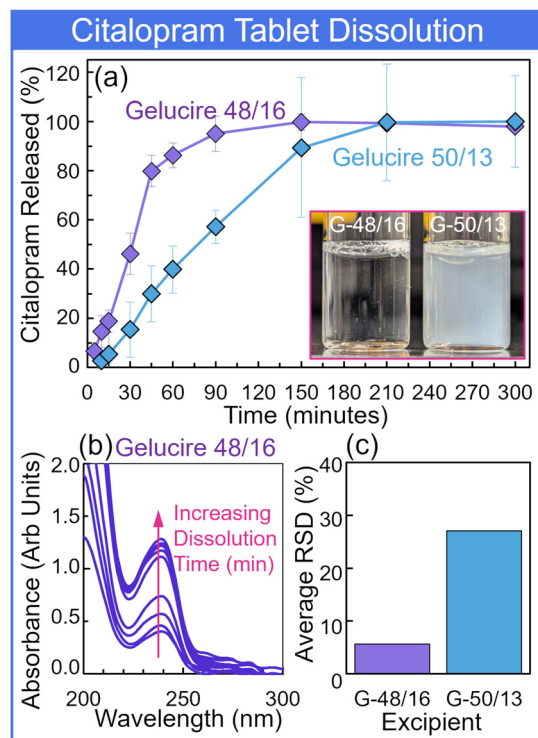 Citalopram Tablet Dissolution
(a)
Citalopram Released (%)
120
100
80
60
40
20
0
Gelucire 48/16
Gelucire 50/13
G-48/16 G-50/13
0 30 60 90 120 150 180 210 240 270 300
Time (minutes)
(b) Gelucire 48/16
Absorbance (Arb Units)
2.0
1.5
1.0
0.5
0.0
Increasing
Dissolution
Time (min)
200 250 300
Wavelength (nm)
(c)
Average RSD (%)
40
30
20
10
0
G-48/16 G-50/13
Excipient